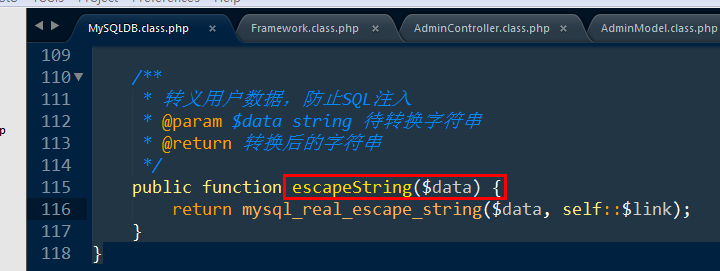 Preferences
Help
MySQLDB.class.php × Framework.class.php × AdminController.class.php × AdminModel.class.php
109
110 /**
111 * 转义用户数据，防止SQL注入
112 * @param $data string 待转换字符串
113 * @return 转换后的字符串
114 */
115 public function escapeString($data) {
116 return mysql_real_escape_string($data, self::$link);
117 }
118 }